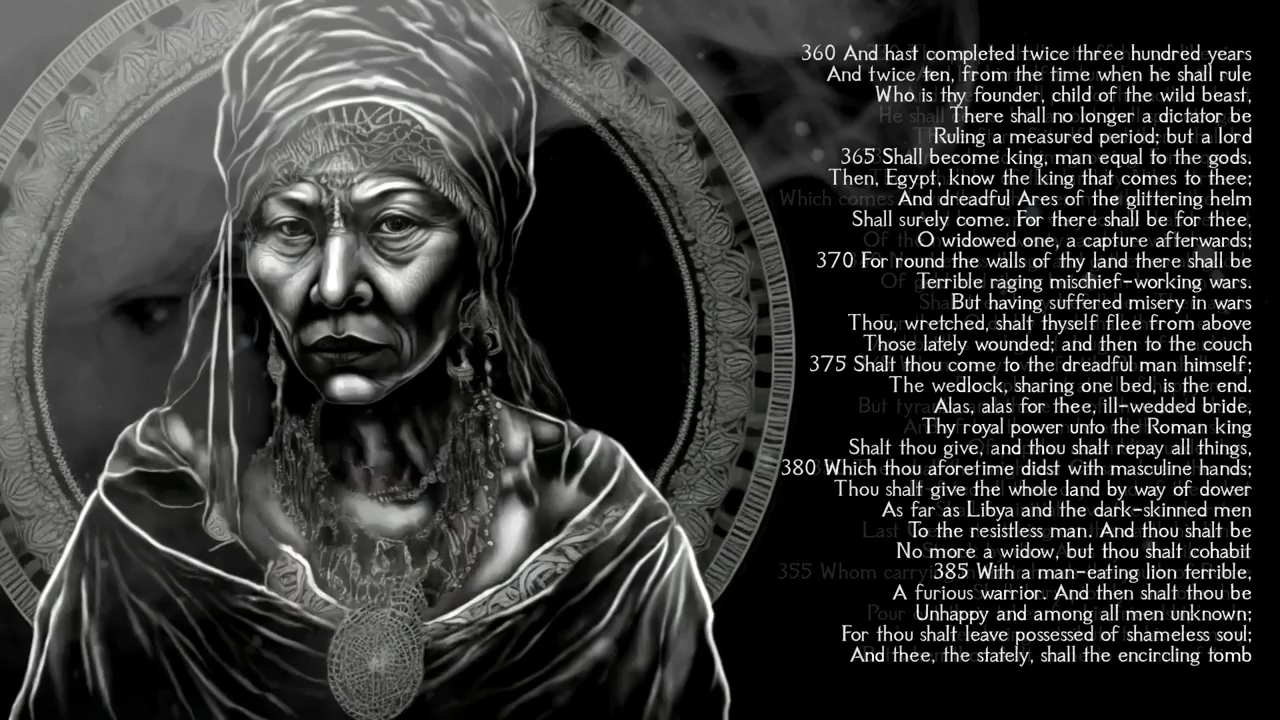 360 And hast completed twice three hundred years
And twice ten, from the time when he shall rule
Who is thy founder, child of the wild beast,
There shall no longer a dictator be
Ruling a measured period; but a lord
365 Shall become king, man equal to the gods.
Then, Egypt, know the king that comes to thee;
And dreadful Ares of the glittering helm
Shall surely come. For there shall be for thee,
O widowed one, a capture afterwards;
370 For round the walls of thy land there shall be
Terrible raging mischief-working wars.
But having suffered misery in wars
Thou, wretched, shalt thyself flee from above
Those lately wounded; and then to the couch
375 Shalt thou come to the dreadful man himself;
The wedlock, sharing one bed, is the end.
Alas, alas for thee, ill-wedded bride,
Thy royal power unto the Roman king
Shalt thou give, and thou shalt repay all things,
380 Which thou aforetime didst with masculine hands;
Thou shalt give the whole land by way of dower
As far as Libya and the dark-skinned men
To the resistless man. And thou shalt be
No more a widow, but thou shalt cohabit
385 With a man-eating lion terrible,
A furious warrior. And then shalt thou be
Unhappy and among all men unknown;
For thou shalt leave possessed of shameless soul;
And thee, the stately, shall the encircling tomb